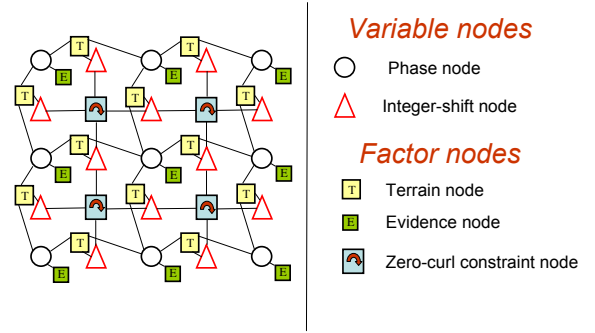 Variable nodes
Phase node
Integer-shift node
Factor nodes
T Terrain node
E Evidence node
Zero-curl constraint node
T T
E E E
T T T
T T
E E E
T T T
T T
E E E